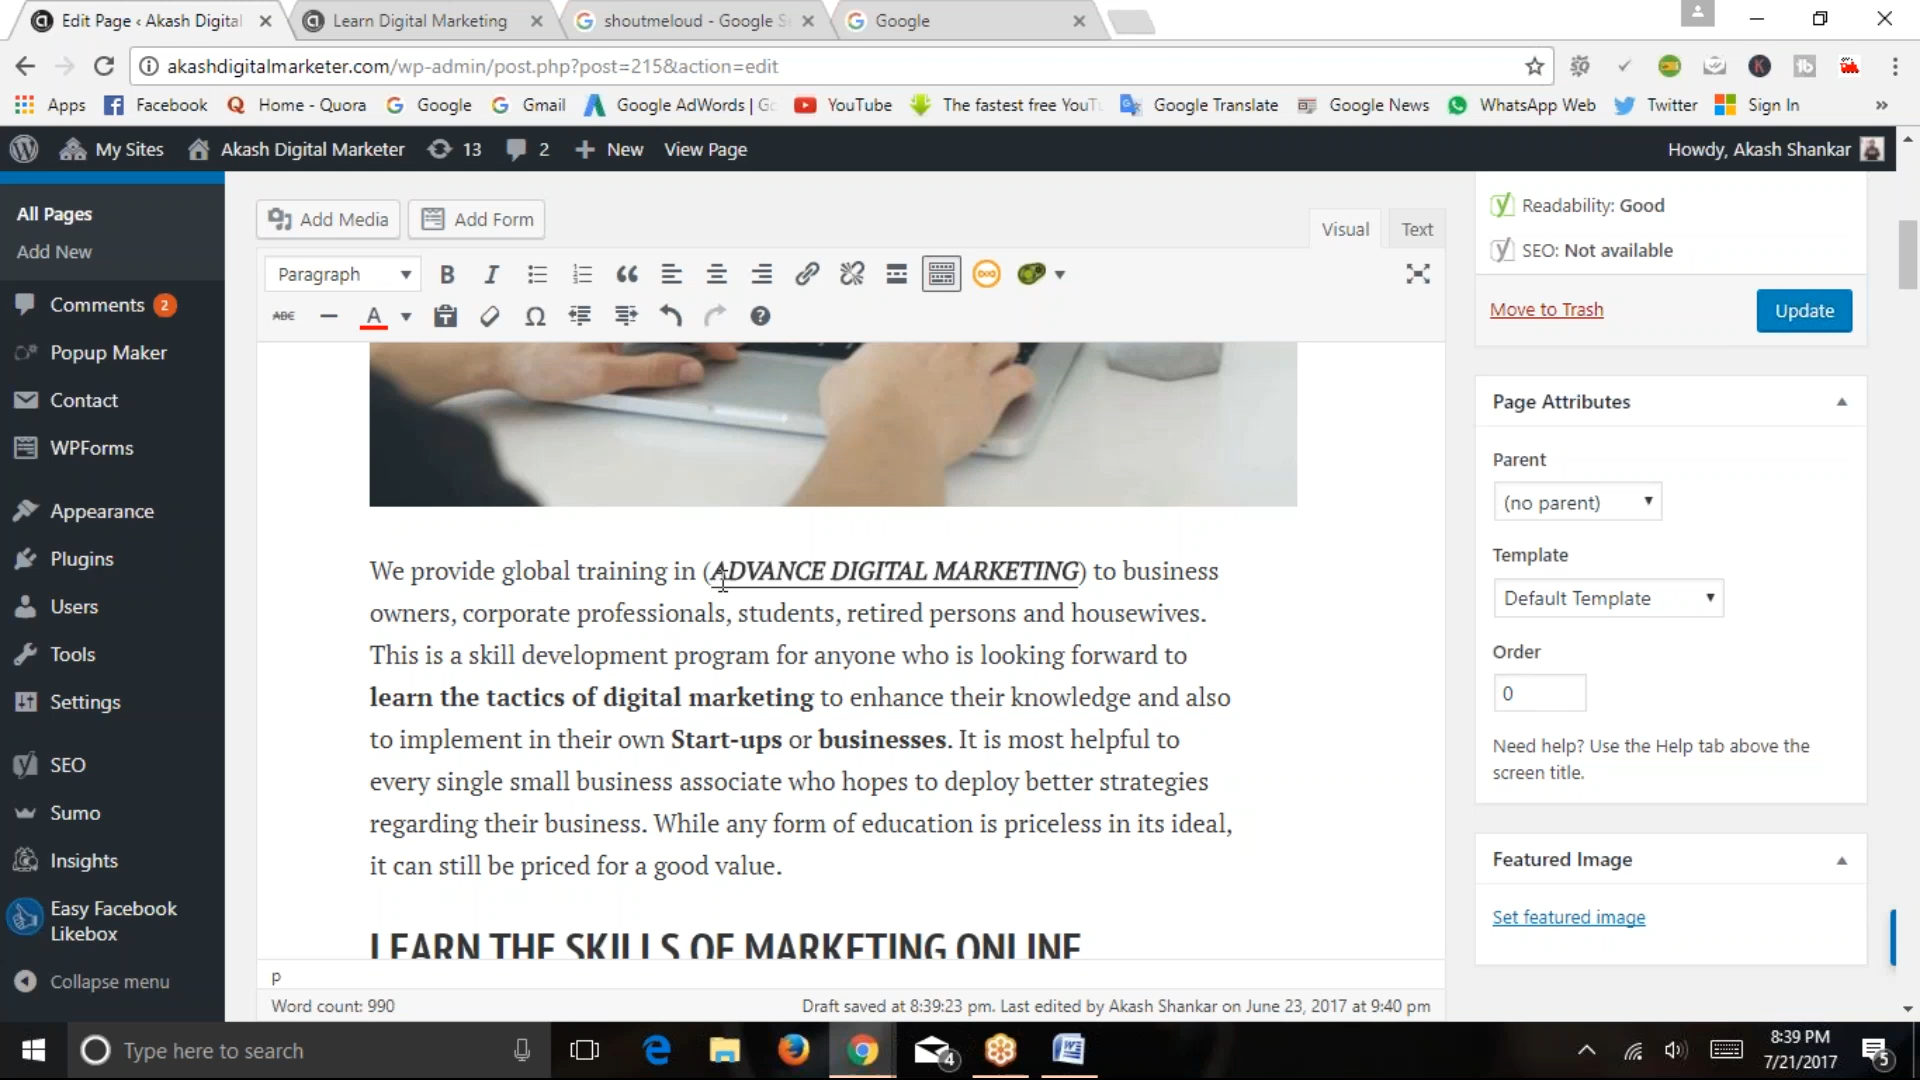 Edit Page ‹ Akash Digital
Learn Digital Marketing
shoutmeloud - Google S
Google
akashdigitalmarketer.com/wp-admin/post.php?post=215&action=edit
Apps
Facebook
Home - Quora
Google
Gmail
Google AdWords | Go
YouTube
The fastest free YouTu
Google Translate
Google News
WhatsApp Web
Twitter
Sign In
»
My Sites
Akash Digital Marketer
13
2
New
View Page
Howdy, Akash Shankar
All Pages
Add New
Comments 2
Popup Maker
Contact
WPForms
Appearance
Plugins
Users
Tools
Settings
SEO
Sumo
Insights
Easy Facebook
Likebox
Collapse menu
Add Media
Add Form
Visual
Text
Paragraph
B
I
ABC
A
Ω
We provide global training in (ADVANCE DIGITAL MARKETING) to business
owners, corporate professionals, students, retired persons and housewives.
This is a skill development program for anyone who is looking forward to
learn the tactics of digital marketing to enhance their knowledge and also
to implement in their own Start-ups or businesses. It is most helpful to
every single small business associate who hopes to deploy better strategies
regarding their business. While any form of education is priceless in its ideal,
it can still be priced for a good value.
LEARN THE SKILLS OF MARKETING ONLINE
p
Word count: 990
Draft saved at 8:39:23 pm. Last edited by Akash Shankar on June 23, 2017 at 9:40 pm
Readability: Good
SEO: Not available
Move to Trash
Update
Page Attributes
Parent
(no parent)
Template
Default Template
Order
0
Need help? Use the Help tab above the
screen title.
Featured Image
Set featured image
Type here to search
4
8:39 PM
7/21/2017
5